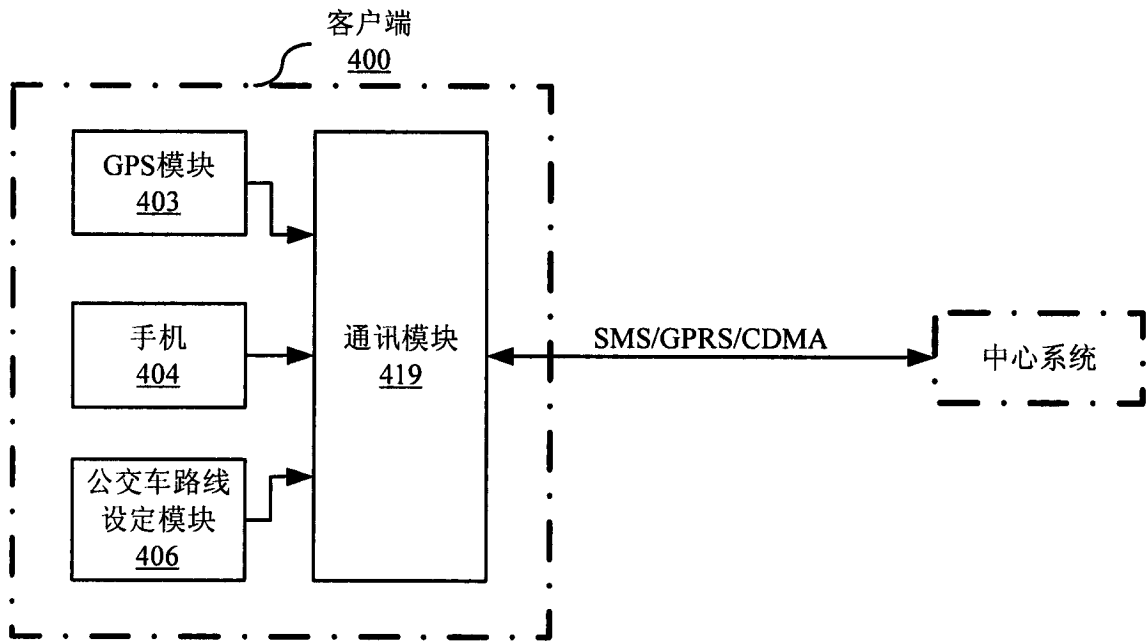 客户端
400
GPS模块
403
手机
404
公交车路线
设定模块
406
通讯模块
419
SMS/GPRS/CDMA
中心系统